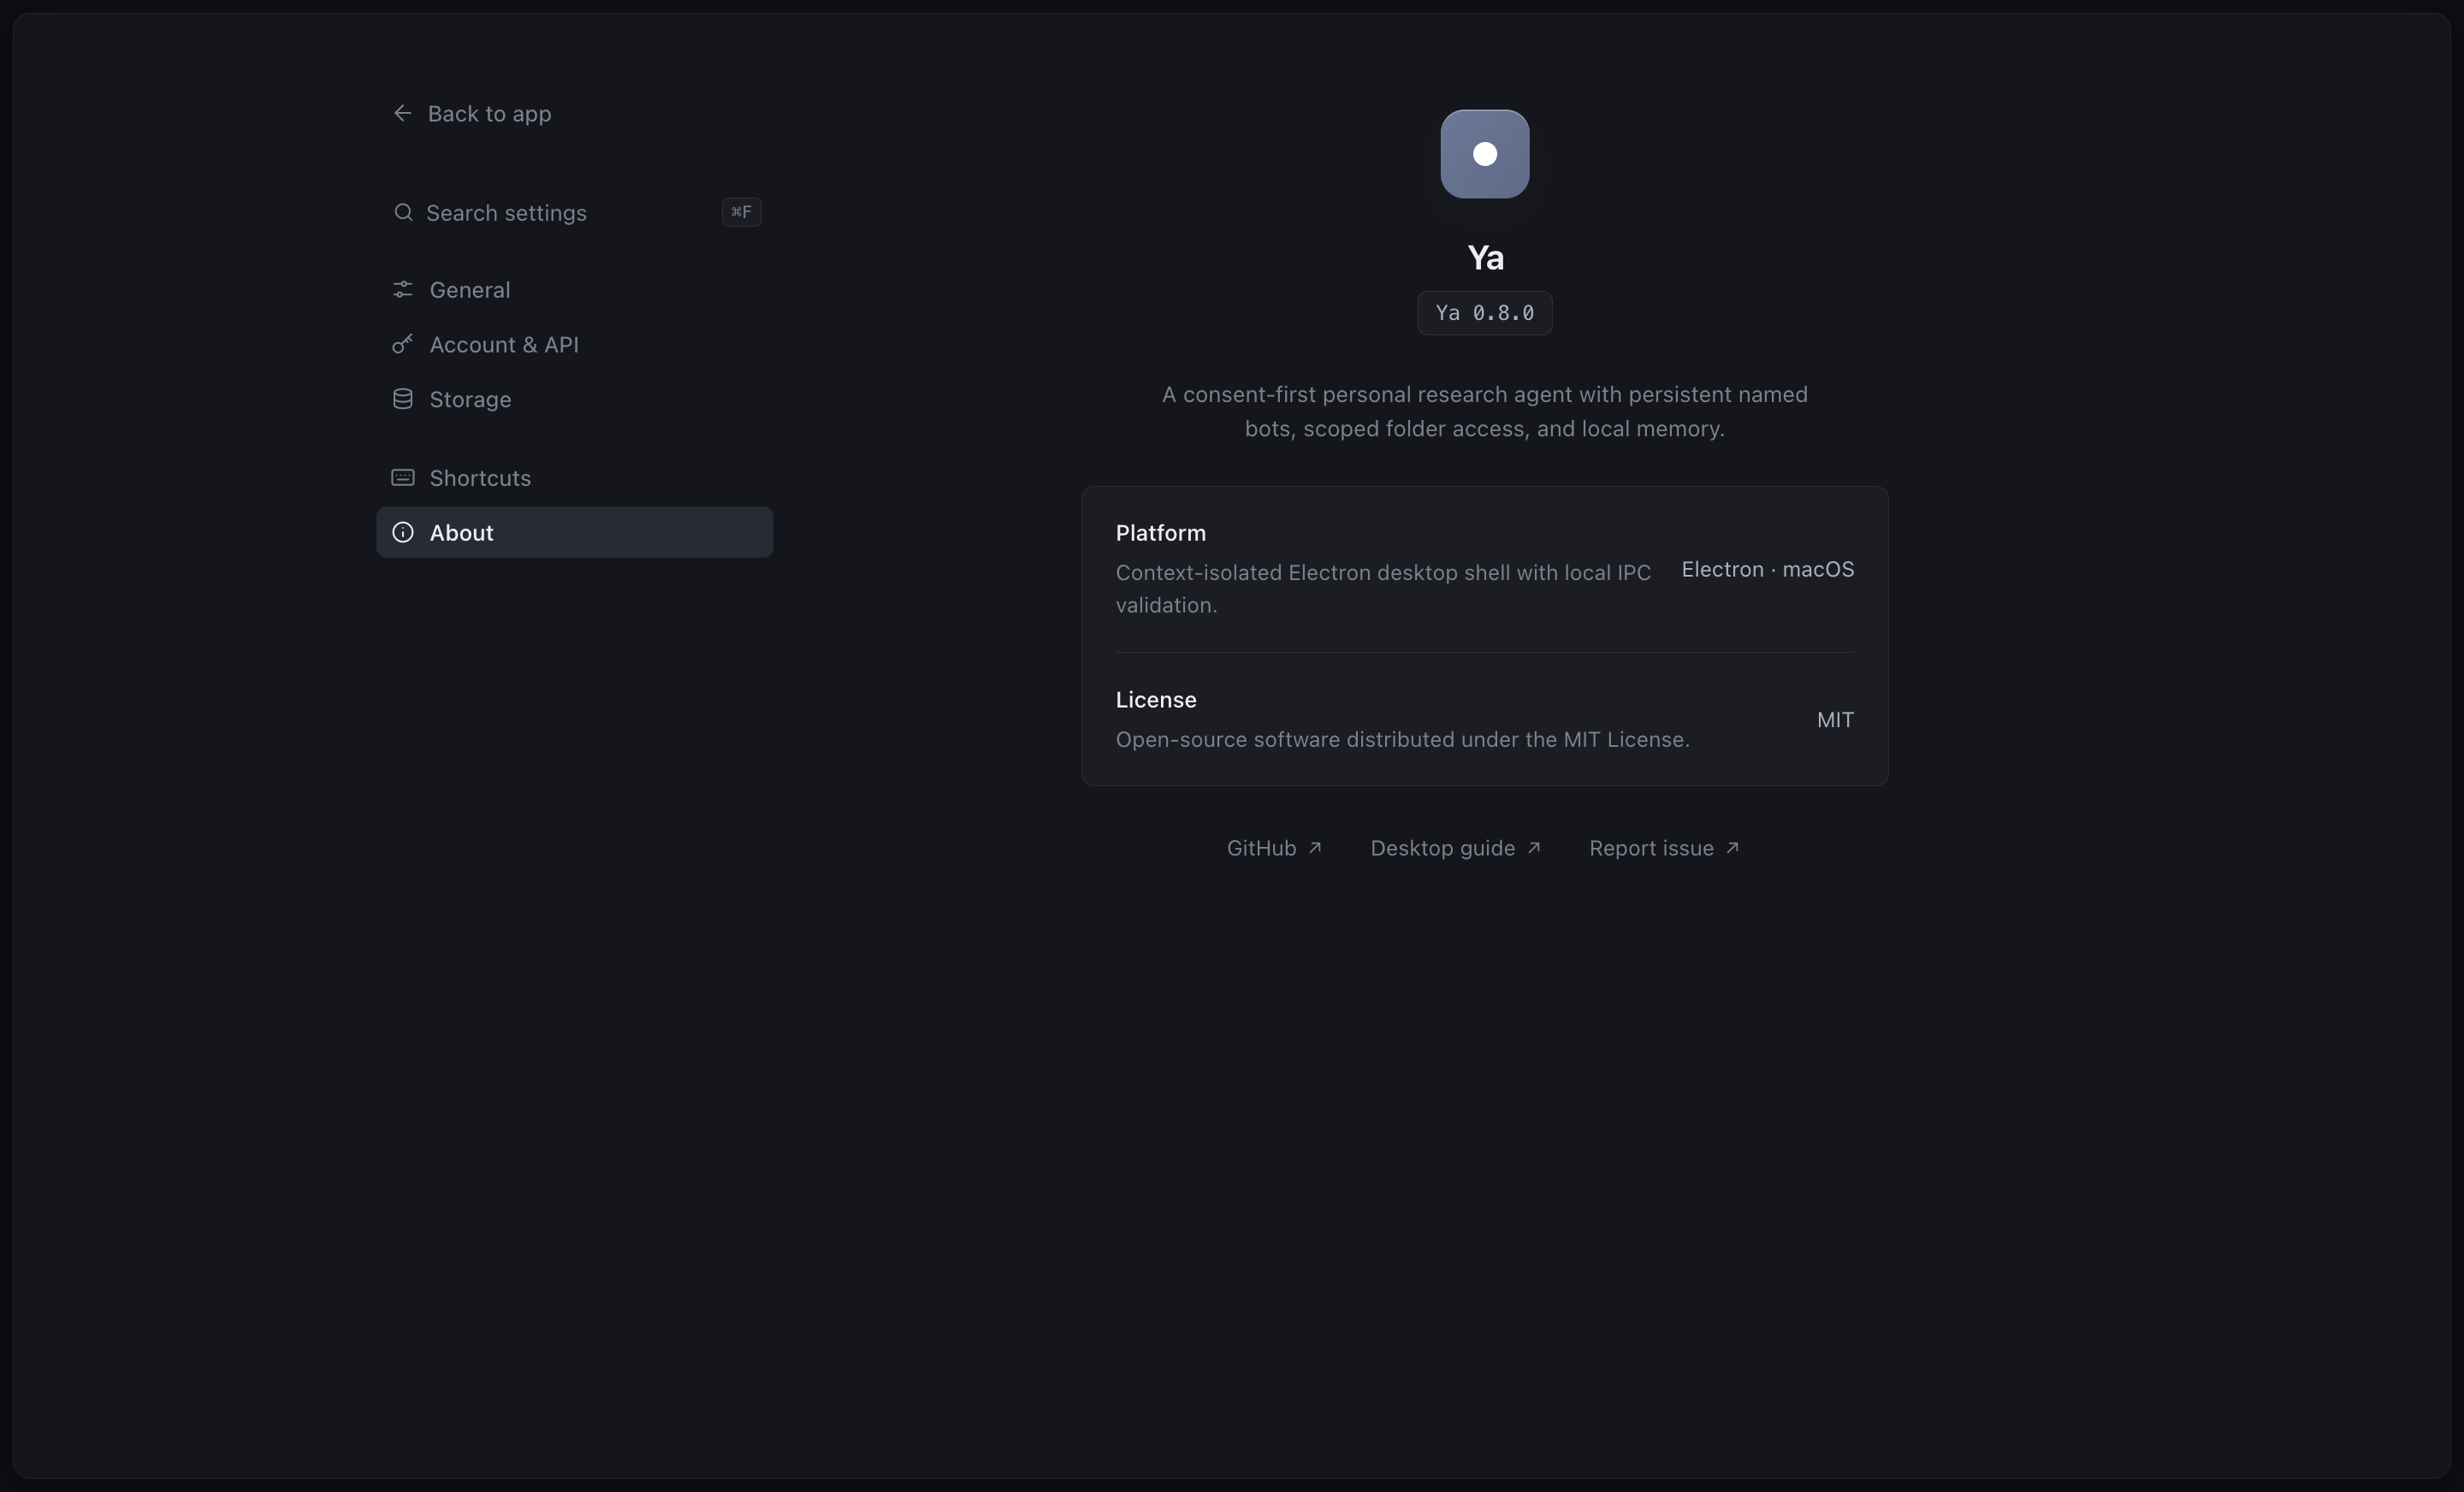 Back to app
Search settings
⌘F
General
Account & API
Storage
Shortcuts
About
Ya
Ya 0.8.0
A consent-first personal research agent with persistent named
bots, scoped folder access, and local memory.
Platform
Context-isolated Electron desktop shell with local IPC
validation.
Electron · macOS
License
Open-source software distributed under the MIT License.
MIT
GitHub ↗
Desktop guide ↗
Report issue ↗